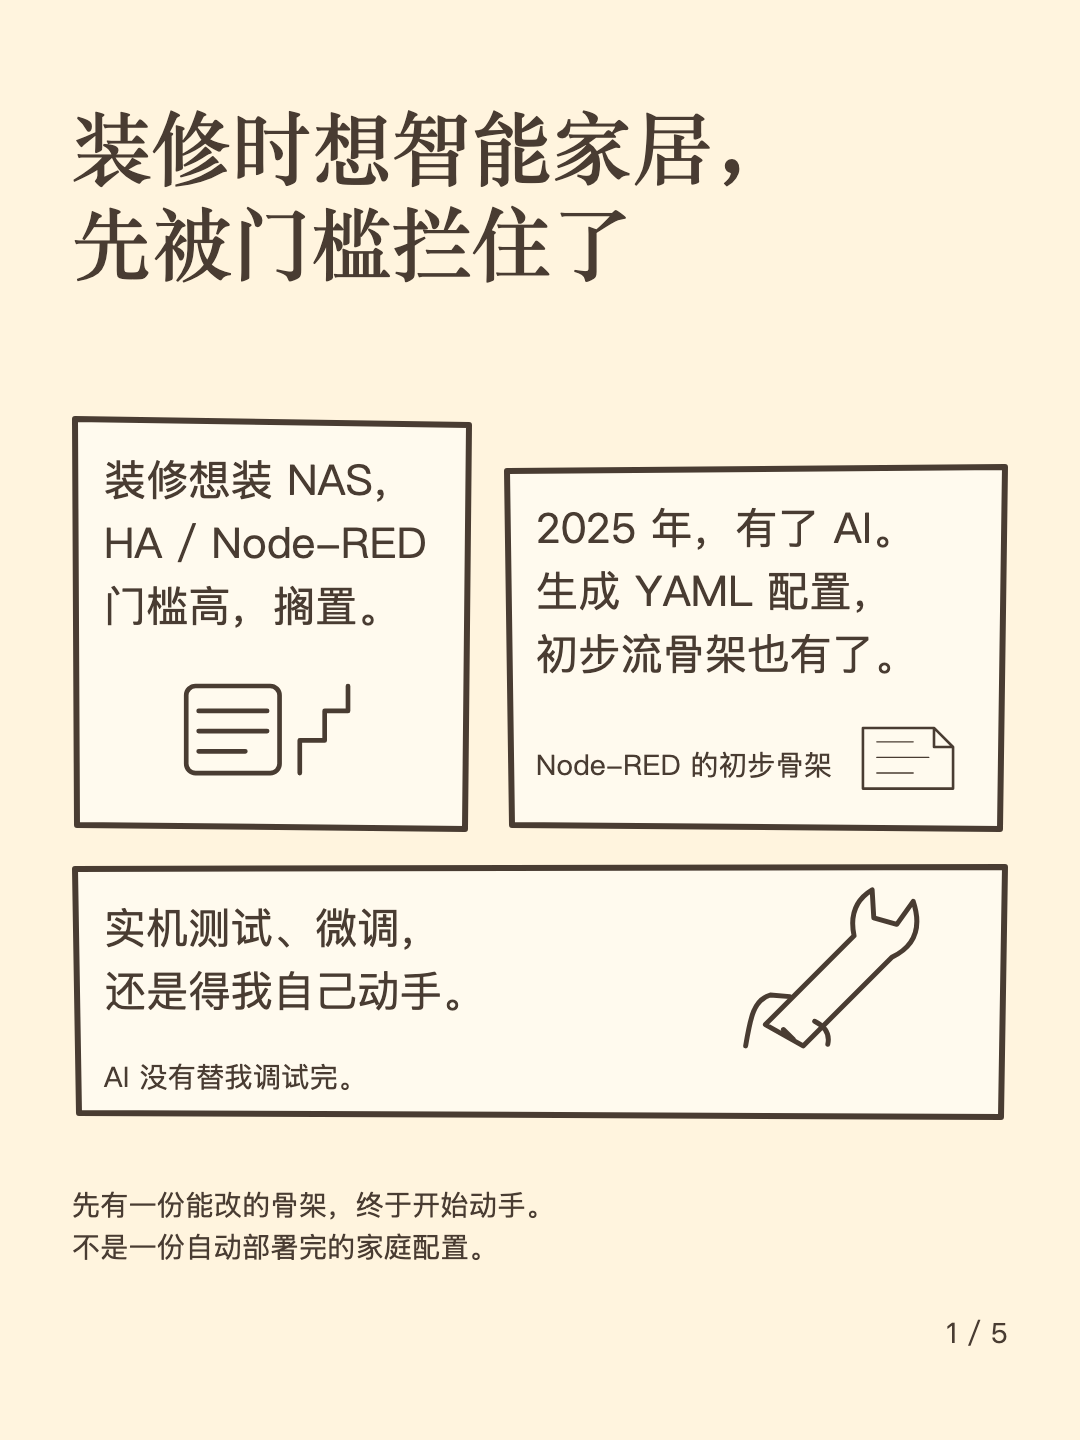 装修时想智能家居，
先被门槛拦住了
装修想装 NAS，
HA / Node-RED
门槛高，搁置。
2025 年，有了 AI。
生成 YAML 配置，
初步流骨架也有了。
Node-RED 的初步骨架
实机测试、微调，
还是得我自己动手。
AI 没有替我调试完。
先有一份能改的骨架，终于开始动手。
不是一份自动部署完的家庭配置。
1 / 5